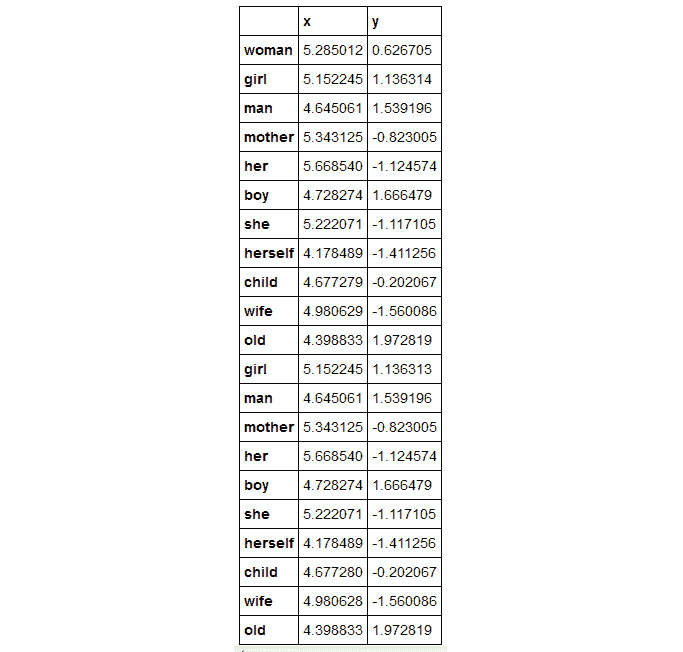 x y
woman 5.285012 0.626705
girl 5.152245 1.136314
man 4.645061 1.539196
mother 5.343125 -0.823005
her 5.668540 -1.124574
boy 4.728274 1.666479
she 5.222071 -1.117105
herself 4.178489 -1.411256
child 4.677279 -0.202067
wife 4.980629 -1.560086
old 4.398833 1.972819
girl 5.152245 1.136313
man 4.645061 1.539196
mother 5.343125 -0.823005
her 5.668540 -1.124574
boy 4.728274 1.666479
she 5.222071 -1.117105
herself 4.178489 -1.411256
child 4.677280 -0.202067
wife 4.980628 -1.560086
old 4.398833 1.972819